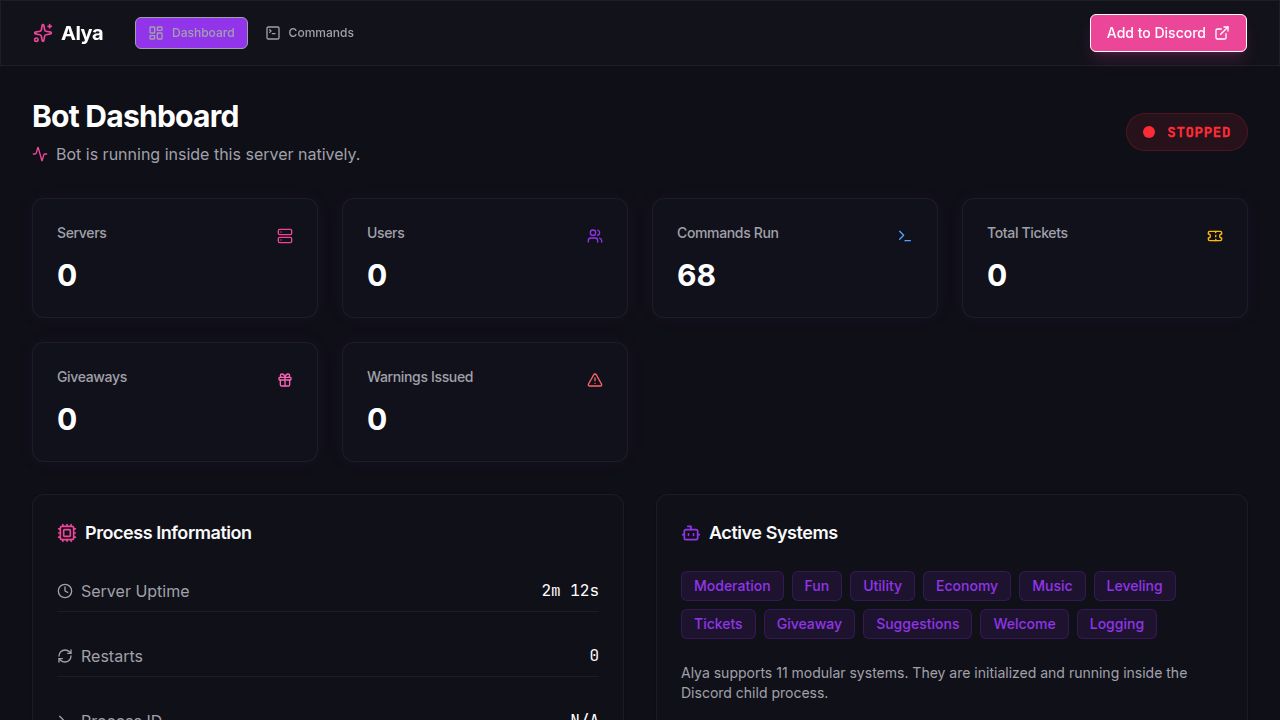 Alya
Dashboard
Commands
Add to Discord
Bot Dashboard
Bot is running inside this server natively.
STOPPED
Servers
0
Users
0
Commands Run
68
Total Tickets
0
Giveaways
0
Warnings Issued
0
Process Information
Server Uptime
2m 12s
Restarts
0
Process ID
N/A
Active Systems
Moderation Fun Utility Economy Music Leveling
Tickets Giveaway Suggestions Welcome Logging
Alya supports 11 modular systems. They are initialized and running inside the
Discord child process.